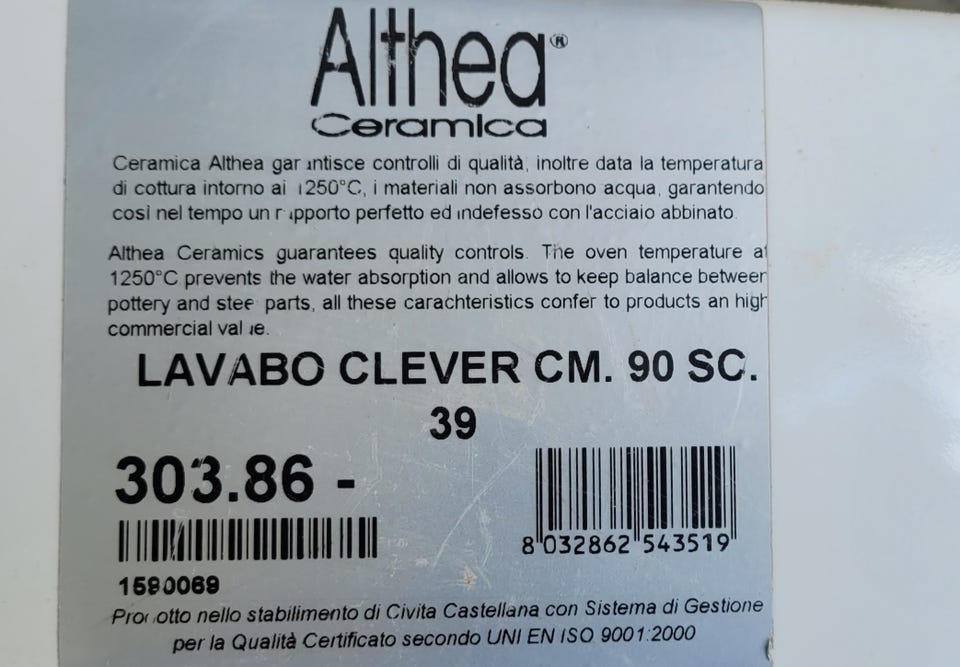 Althea®
Ceramica
Ceramica Althea garantisce controlli di qualità, inoltre data la temperatura
di cottura intorno ai 1250°C, i materiali non assorbono acqua, garantendo
così nel tempo un rapporto perfetto ed indefesso con l'acciaio abbinato.
Althea Ceramics guarantees quality controls. The oven temperature at
1250°C prevents the water absorption and allows to keep balance between
pottery and steel parts, all these carachteristics confer to products an high
commercial value.
LAVABO CLEVER CM. 90 SC.
39
303.86 -
8 032862 543519
1590069
Prodotto nello stabilimento di Civita Castellana con Sistema di Gestione
per la Qualità Certificato secondo UNI EN ISO 9001:2000